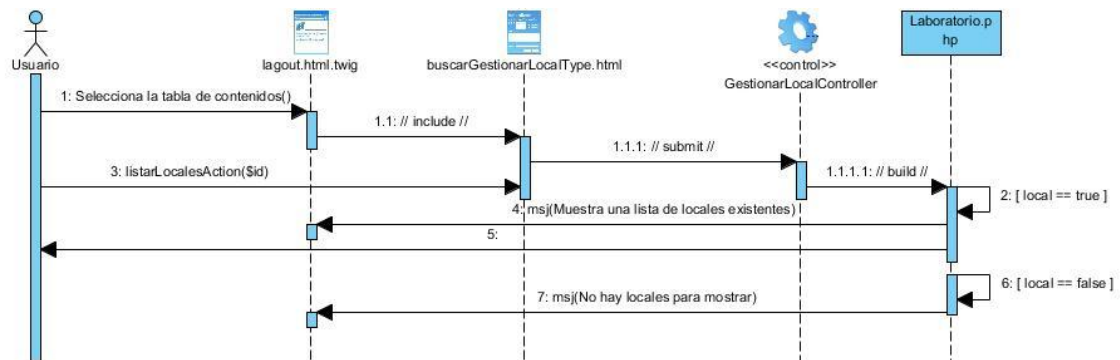 Laboratorio.p
hp
Usuario
lagout.html.twig
buscarGestionarLocalType.html
<<control>>
GestionarLocalController
1: Selecciona la tabla de contenidos()
1.1: // include //
1.1.1: // submit //
3: listarLocalesAction($id)
1.1.1.1: // build //
2: [ local == true ]
4: msj(Muestra una lista de locales existentes)
5:
6: [ local == false ]
7: msj(No hay locales para mostrar)